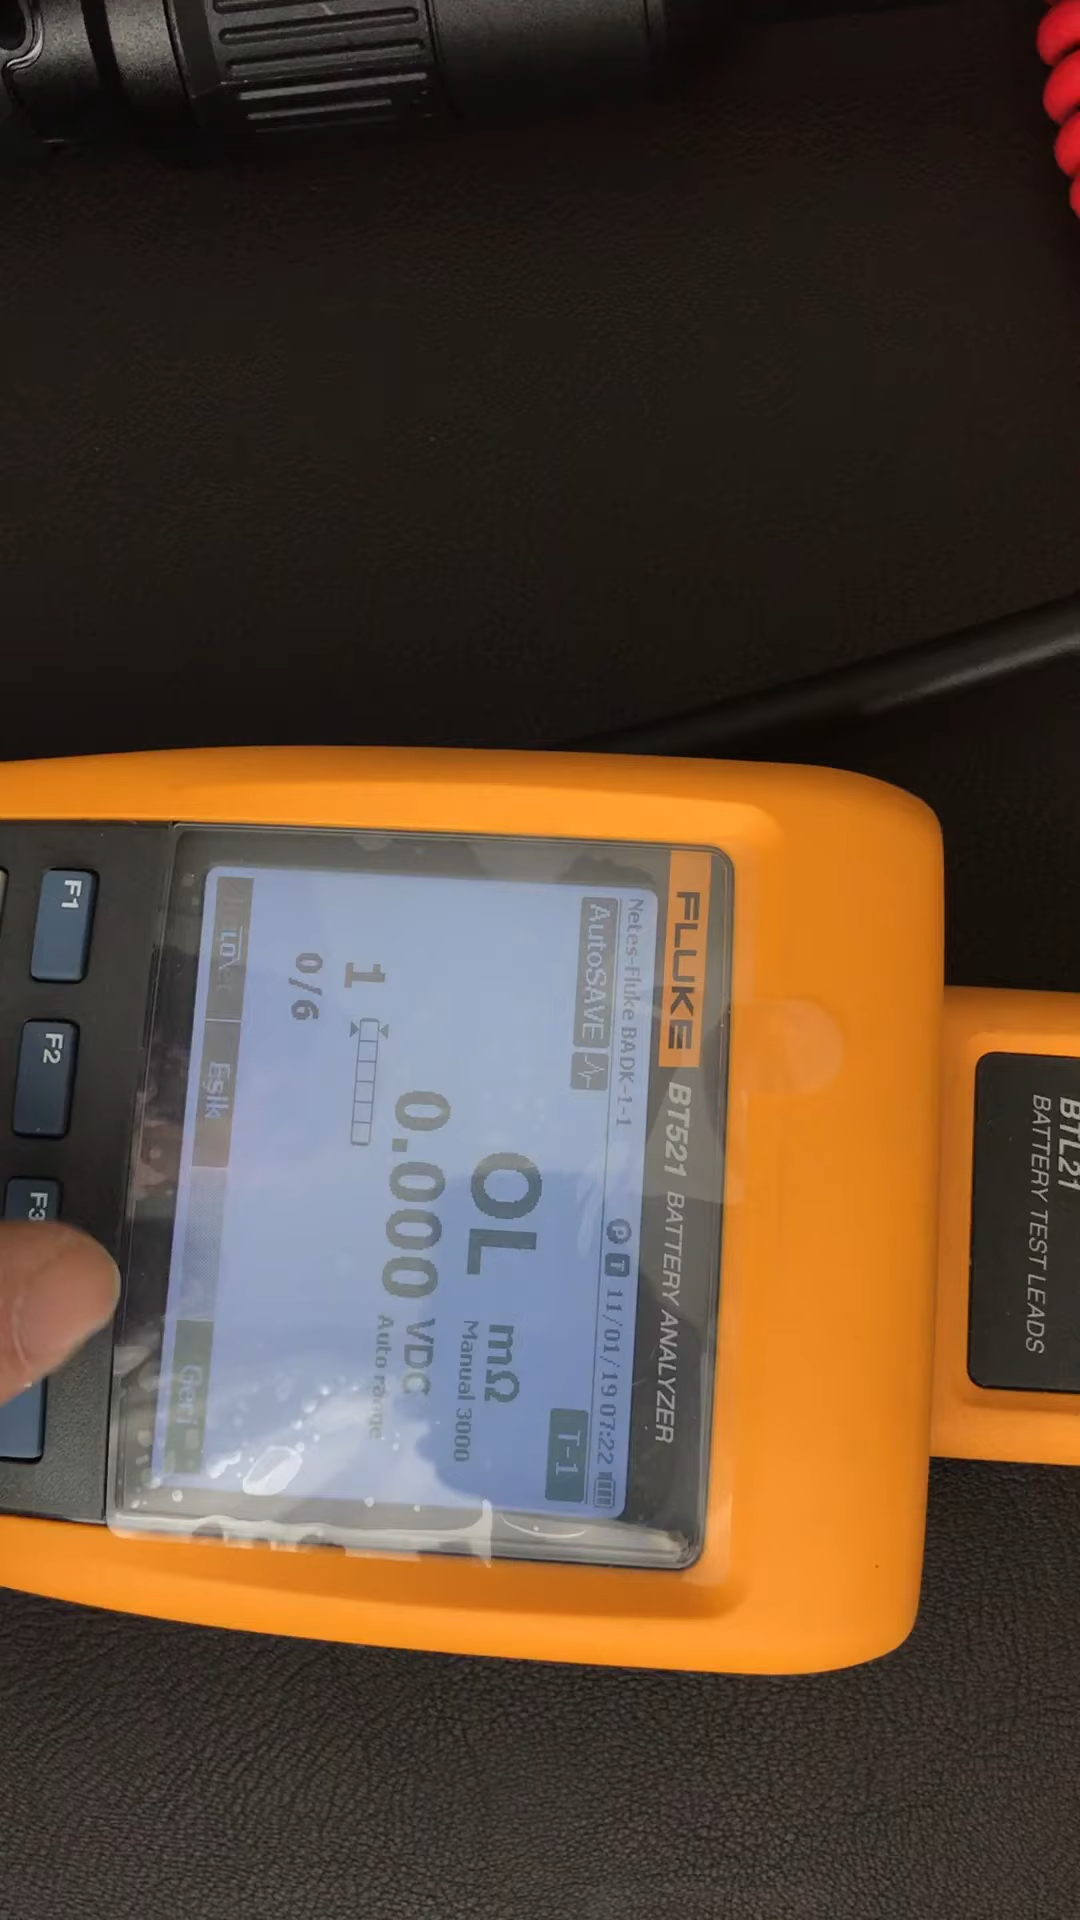 FLUKE BT521 BATTERY ANALYZER
Netes-Fluke BADK-1-1 P T 11/01/19 07:22
AutoSAVE T-1
OL mΩ
Manual 3000
0.000 VDC
Auto range
1
0/6
Eşik Geri
F1 F2 F3
BTL21
BATTERY TEST LEADS